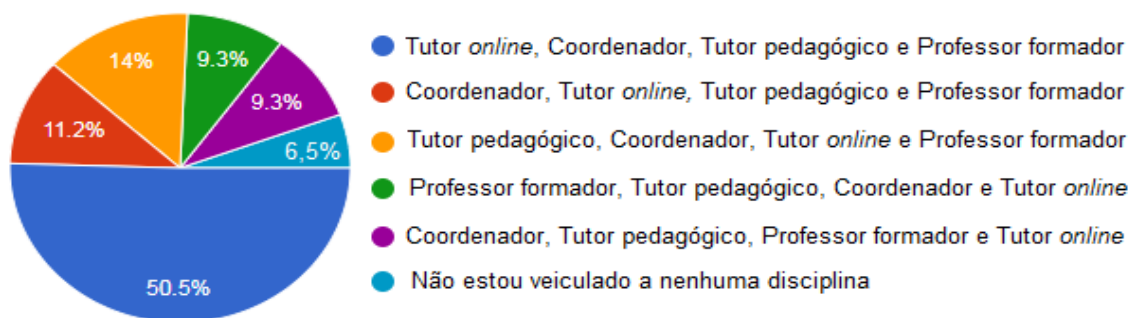 14%
9.3%
9.3%
11.2%
6,5%
50.5%
Tutor online, Coordenador, Tutor pedagógico e Professor formador
Coordenador, Tutor online, Tutor pedagógico e Professor formador
Tutor pedagógico, Coordenador, Tutor online e Professor formador
Professor formador, Tutor pedagógico, Coordenador e Tutor online
Coordenador, Tutor pedagógico, Professor formador e Tutor online
Não estou veiculado a nenhuma disciplina